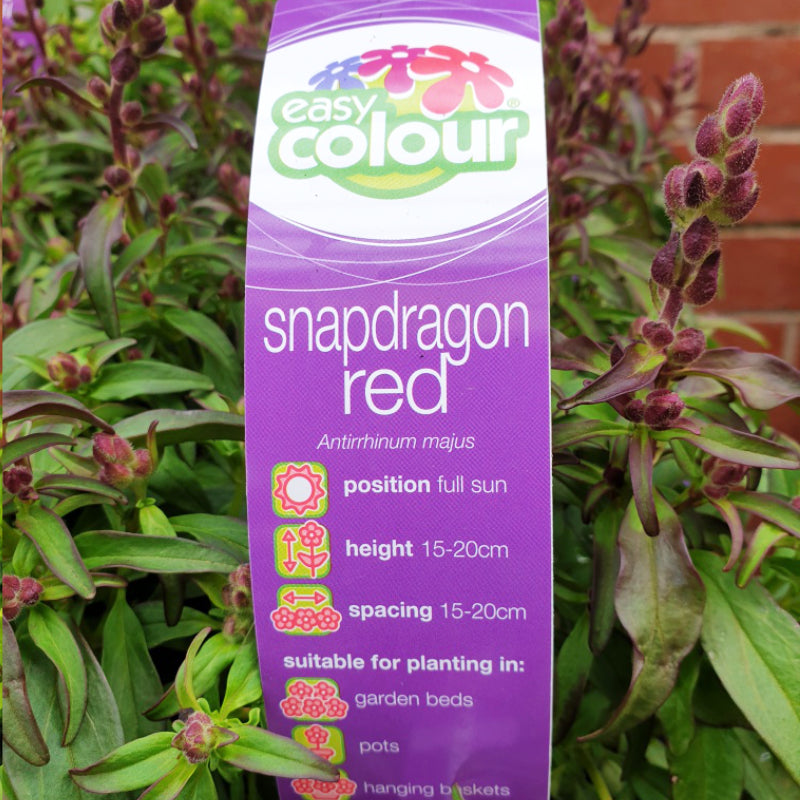 easy
colour®
snapdragon
red
Antirrhinum majus
position full sun
height 15-20cm
spacing 15-20cm
suitable for planting in:
garden beds
pots
hanging baskets